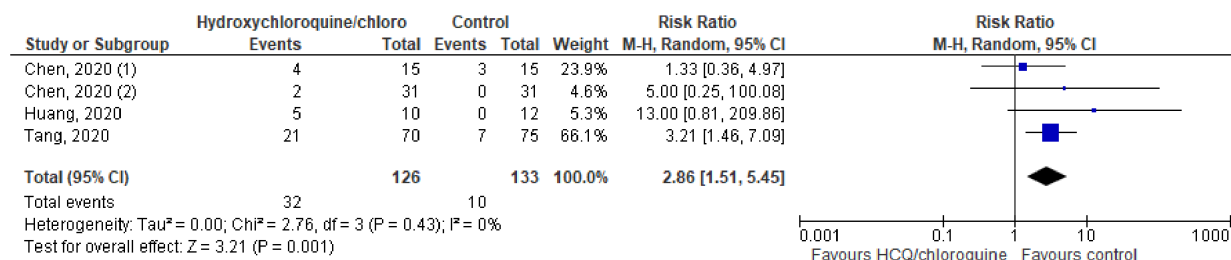 Hydroxychloroquine/chloro Control Risk Ratio Risk Ratio
Study or Subgroup Events Total Events Total Weight M-H, Random, 95% CI M-H, Random, 95% CI
Chen, 2020 (1) 4 15 3 15 23.9% 1.33 [0.36, 4.97]
Chen, 2020 (2) 2 31 0 31 4.6% 5.00 [0.25, 100.08]
Huang, 2020 5 10 0 12 5.3% 13.00 [0.81, 209.86]
Tang, 2020 21 70 7 75 66.1% 3.21 [1.46, 7.09]
Total (95% CI) 126 133 100.0% 2.86 [1.51, 5.45]
Total events 32 10
Heterogeneity: Tau² = 0.00; Chi² = 2.76, df = 3 (P = 0.43); I² = 0%
Test for overall effect: Z = 3.21 (P = 0.001)
0.001 0.1 1 10 1000
Favours HCQ/chloroquine Favours control